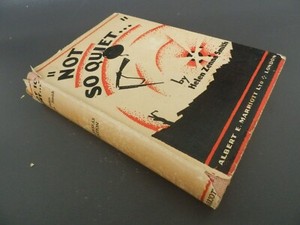 "NOT
SO QUIET..."
by
Helen Zenna Smith
ALBERT E. MARRIOTT LTD LONDON